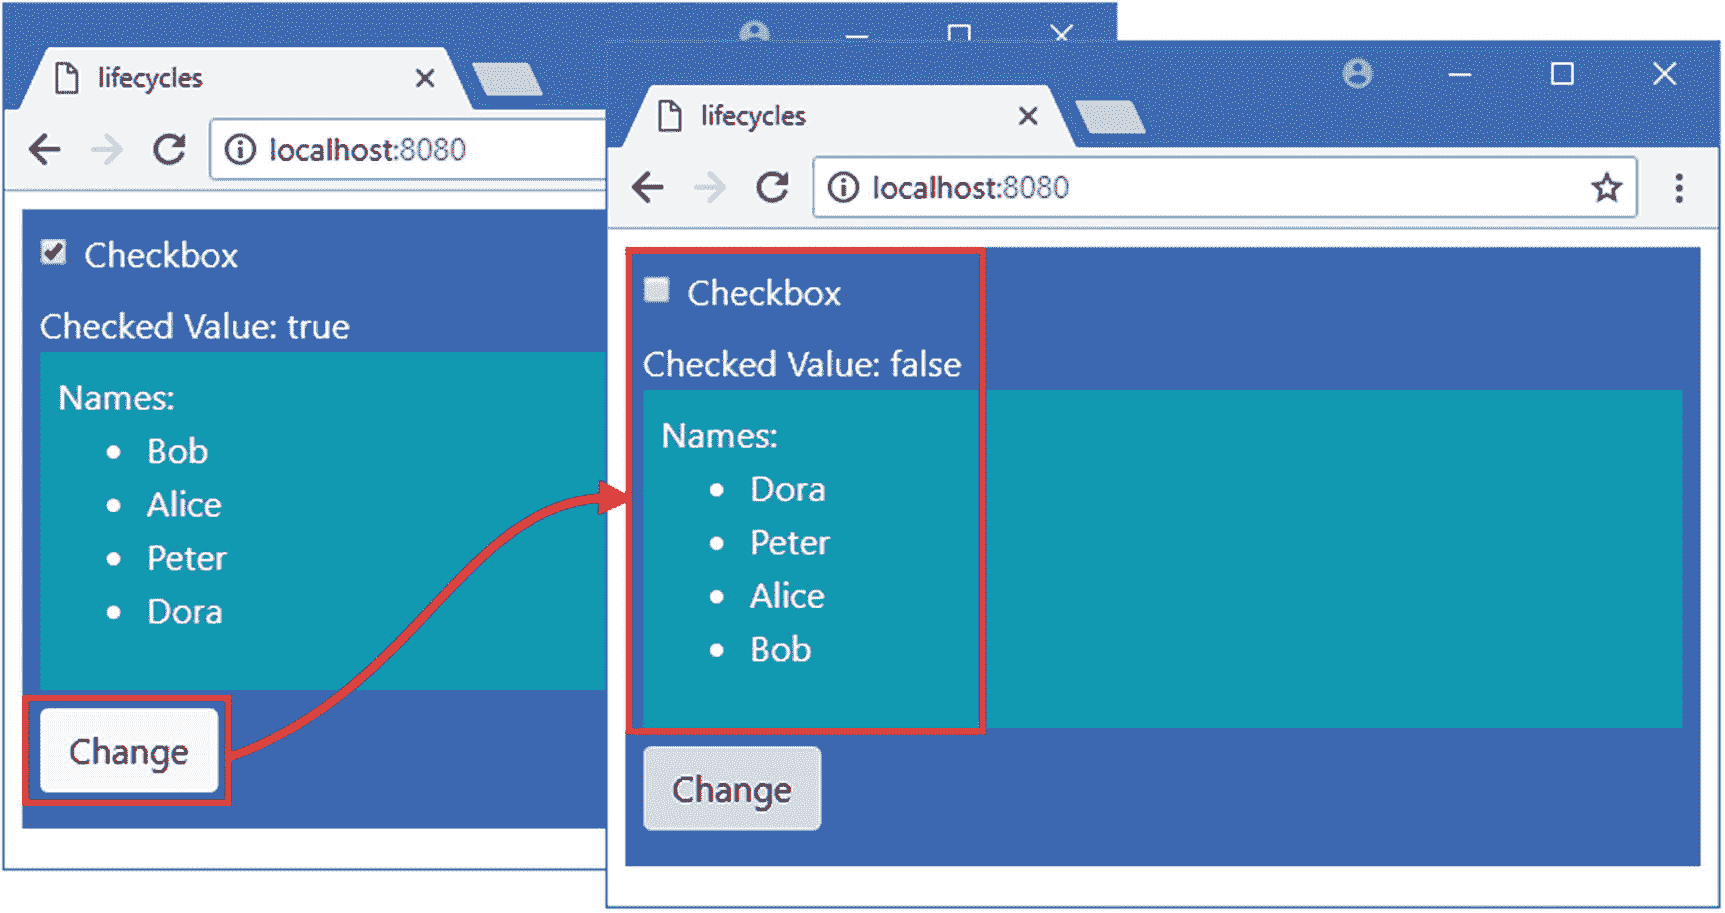 lifecycles
localhost:8080
Checkbox
Checked Value: true
Names:
Bob
Alice
Peter
Dora
Change
lifecycles
localhost:8080
Checkbox
Checked Value: false
Names:
Dora
Peter
Alice
Bob
Change